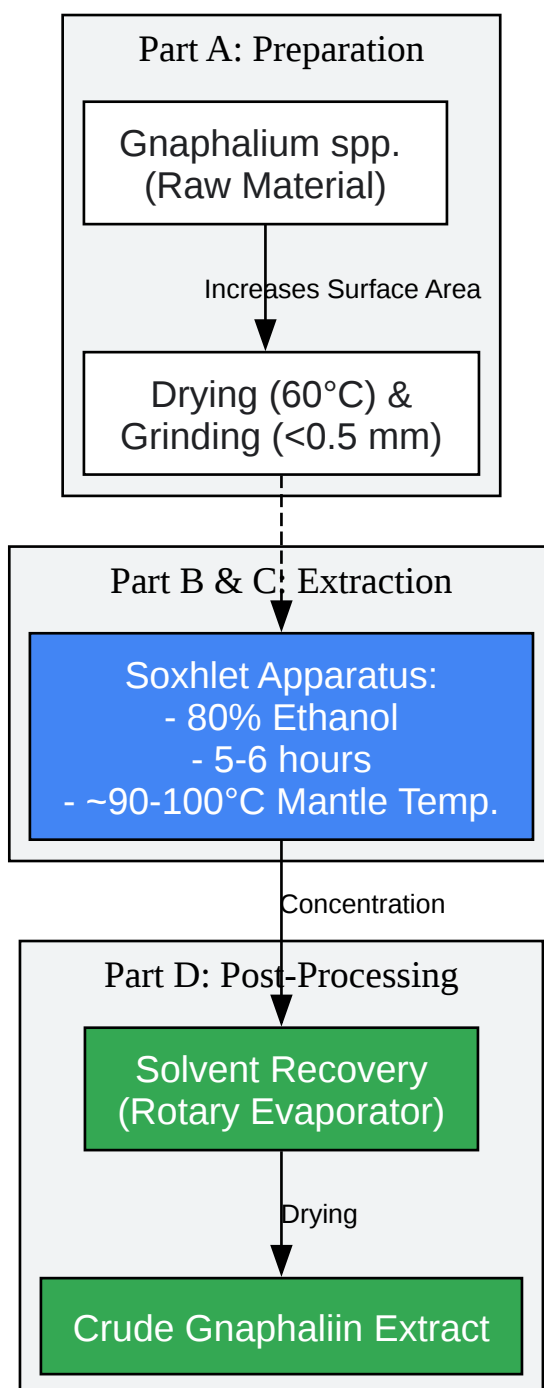 Part A: Preparation
Gnaphalium spp.
(Raw Material)
Increases Surface Area
Drying (60°C) &
Grinding (<0.5 mm)
Part B & C: Extraction
Soxhlet Apparatus:
- 80% Ethanol
- 5-6 hours
- ~90-100°C Mantle Temp.
Concentration
Part D: Post-Processing
Solvent Recovery
(Rotary Evaporator)
Drying
Crude Gnaphaliin Extract